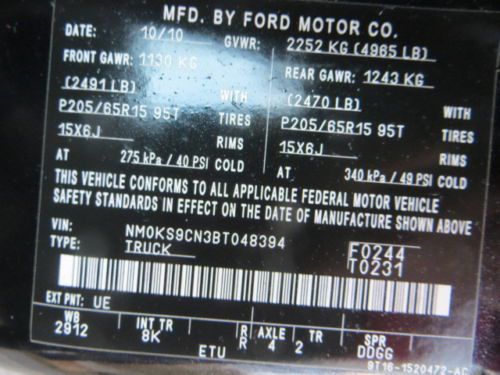 MFD. BY FORD MOTOR CO.
DATE: 10/10 GVWR: 2252 KG (4965 LB)
FRONT GAWR: 1130 KG REAR GAWR: 1243 KG
(2491 LB) WITH (2470 LB) WITH
P205/65R15 95T TIRES P205/65R15 95T TIRES
15X6J RIMS 15X6J RIMS
AT 275 kPa / 40 PSI COLD AT 340 kPa / 49 PSI COLD
THIS VEHICLE CONFORMS TO ALL APPLICABLE FEDERAL MOTOR VEHICLE
SAFETY STANDARDS IN EFFECT ON THE DATE OF MANUFACTURE SHOWN ABOVE
VIN: NM0KS9CN3BT048394 F0244
TYPE: TRUCK T0231
EXT PNT: UE
WB INT TR RR AXLE TR SPR
2912 8K 4 2 DDGG
ETU 9T16-1520472-AC